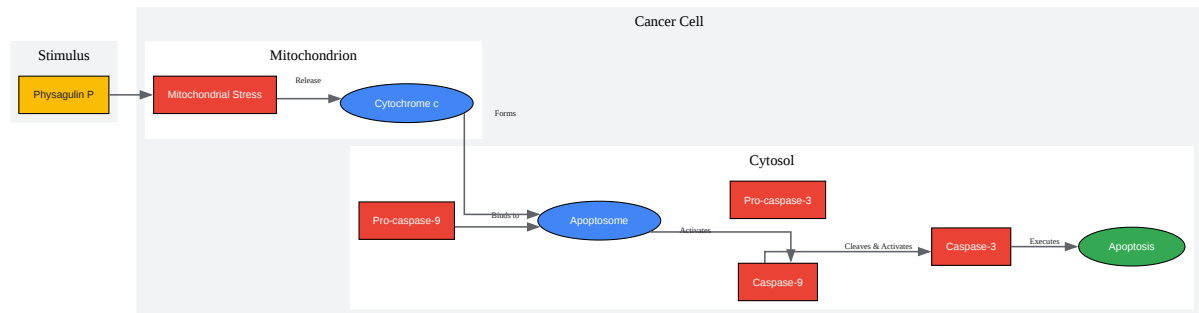 Cancer Cell
Stimulus
Mitochondrion
Physagulin P
Mitochondrial Stress
Release
Cytochrome c
Forms
Cytosol
Pro-caspase-9
Binds to
Apoptosome
Pro-caspase-3
Activates
Caspase-9
Cleaves & Activates
Caspase-3
Executes
Apoptosis